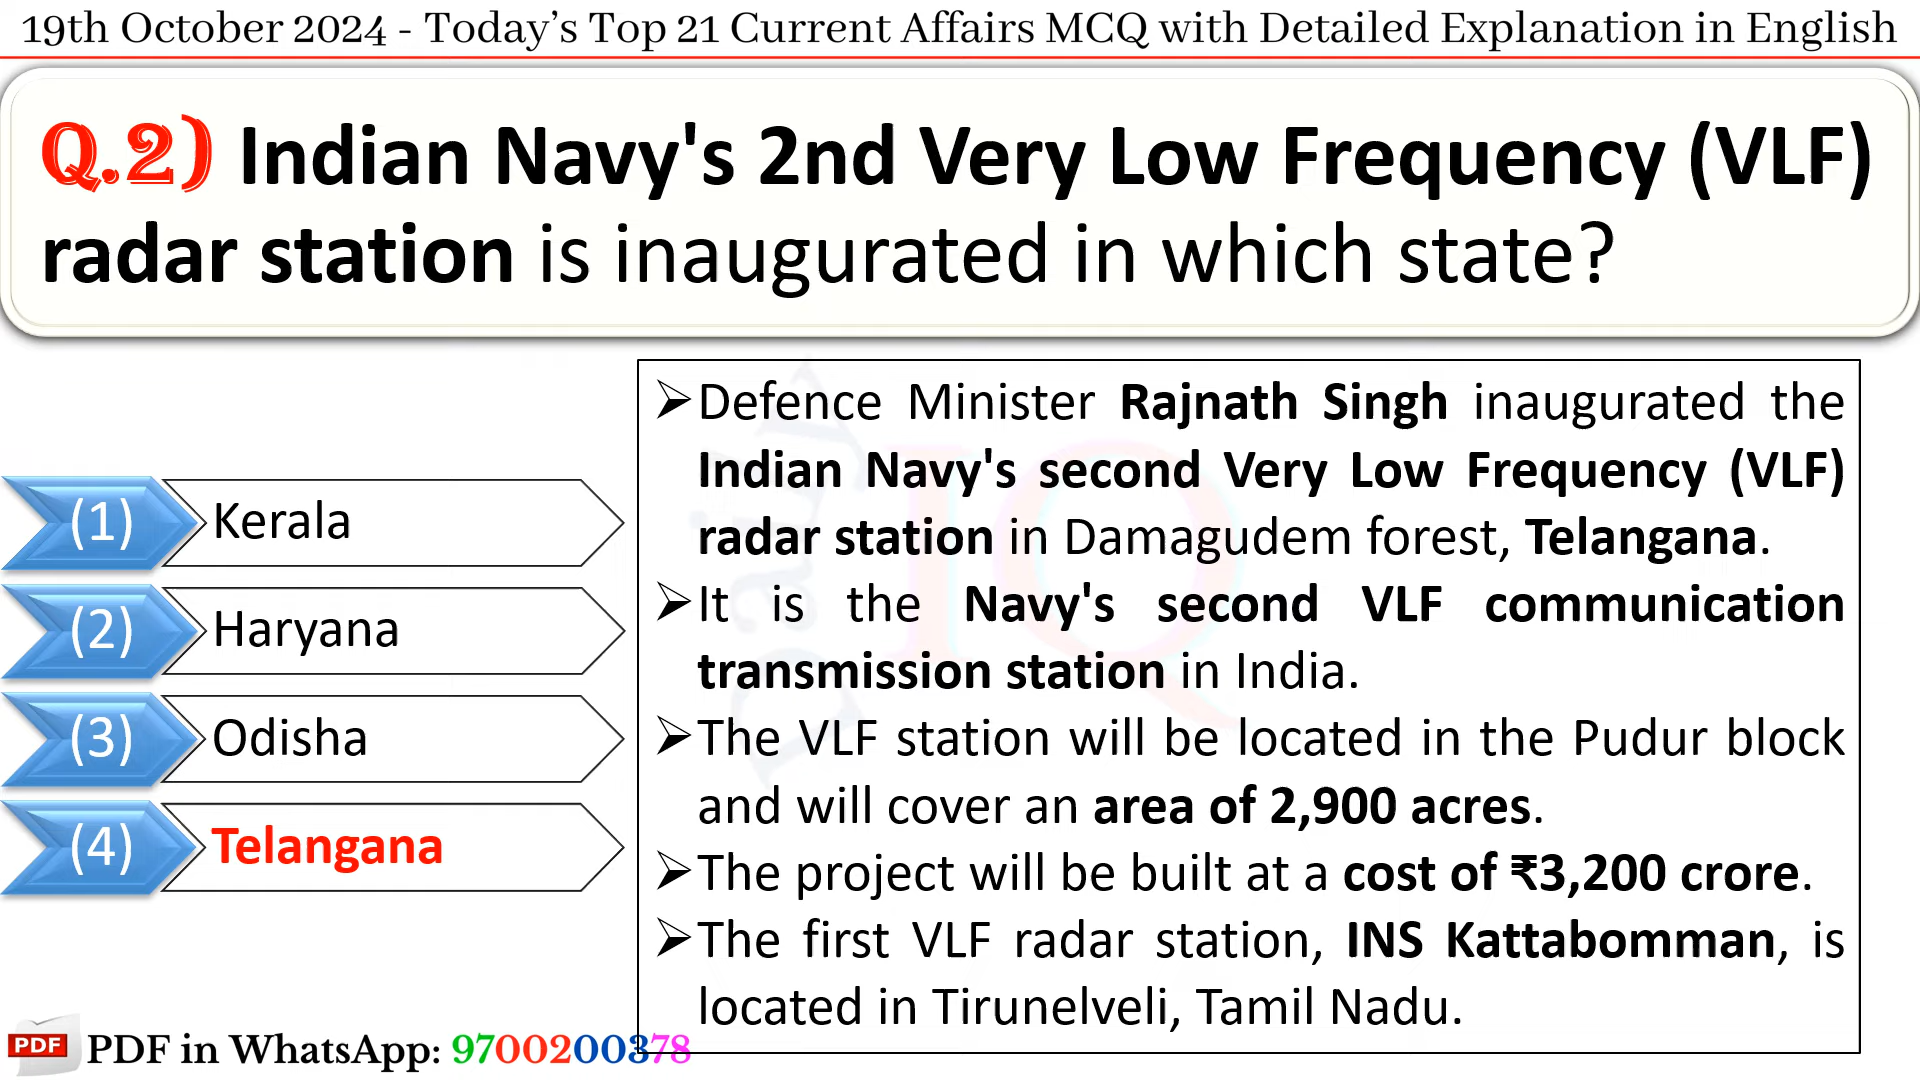 19th October 2024 - Today's Top 21 Current Affairs MCQ with Detailed Explanation in English
Q.2) Indian Navy's 2nd Very Low Frequency (VLF)
radar station is inaugurated in which state?
(1) Kerala
(2) Haryana
(3) Odisha
(4) Telangana
➢Defence Minister Rajnath Singh inaugurated the
Indian Navy's second Very Low Frequency (VLF)
radar station in Damagudem forest, Telangana.
➢It is the Navy's second VLF communication
transmission station in India.
➢The VLF station will be located in the Pudur block
and will cover an area of 2,900 acres.
➢The project will be built at a cost of ₹3,200 crore.
➢The first VLF radar station, INS Kattabomman, is
located in Tirunelveli, Tamil Nadu.
Daily IQ
PDF PDF in WhatsApp: 9700200378